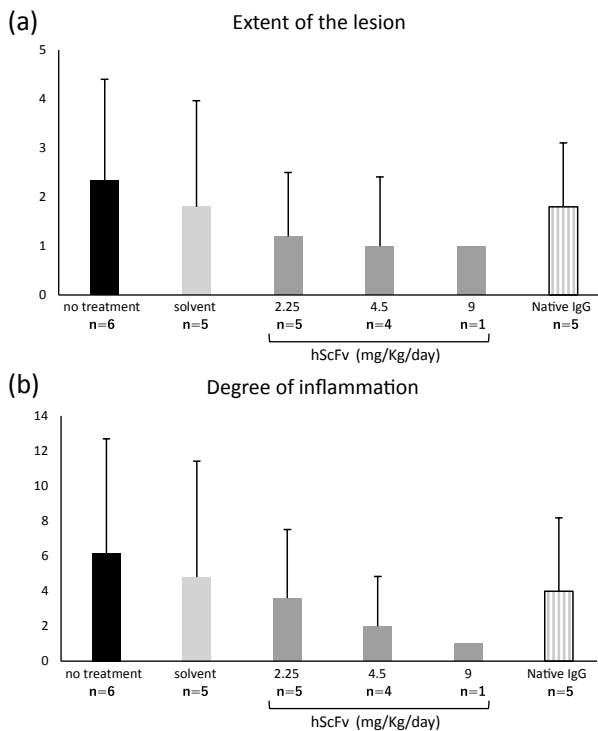 (a)
Extent of the lesion
5
4
3
2
1
0
no treatment solvent 2.25 4.5 9 Native IgG
n=6 n=5 n=5 n=4 n=1 n=5
hScFv (mg/Kg/day)
(b)
Degree of inflammation
14
12
10
8
6
4
2
0
no treatment solvent 2.25 4.5 9 Native IgG
n=6 n=5 n=5 n=4 n=1 n=5
hScFv (mg/Kg/day)